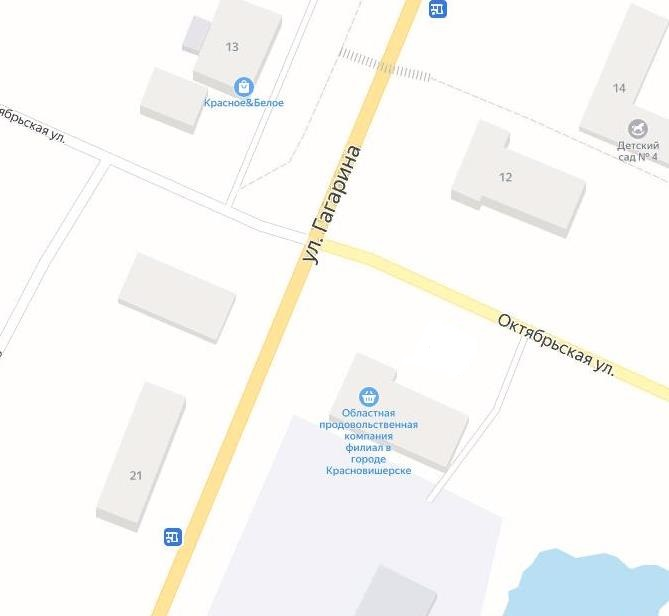 13
Красное&Белое
14
Детский
сад № 4
ябрьская ул.
12
ул. Гагарина
Октябрьская ул.
Областная
продовольственная
компания
филиал в
городе
Красновишерске
21